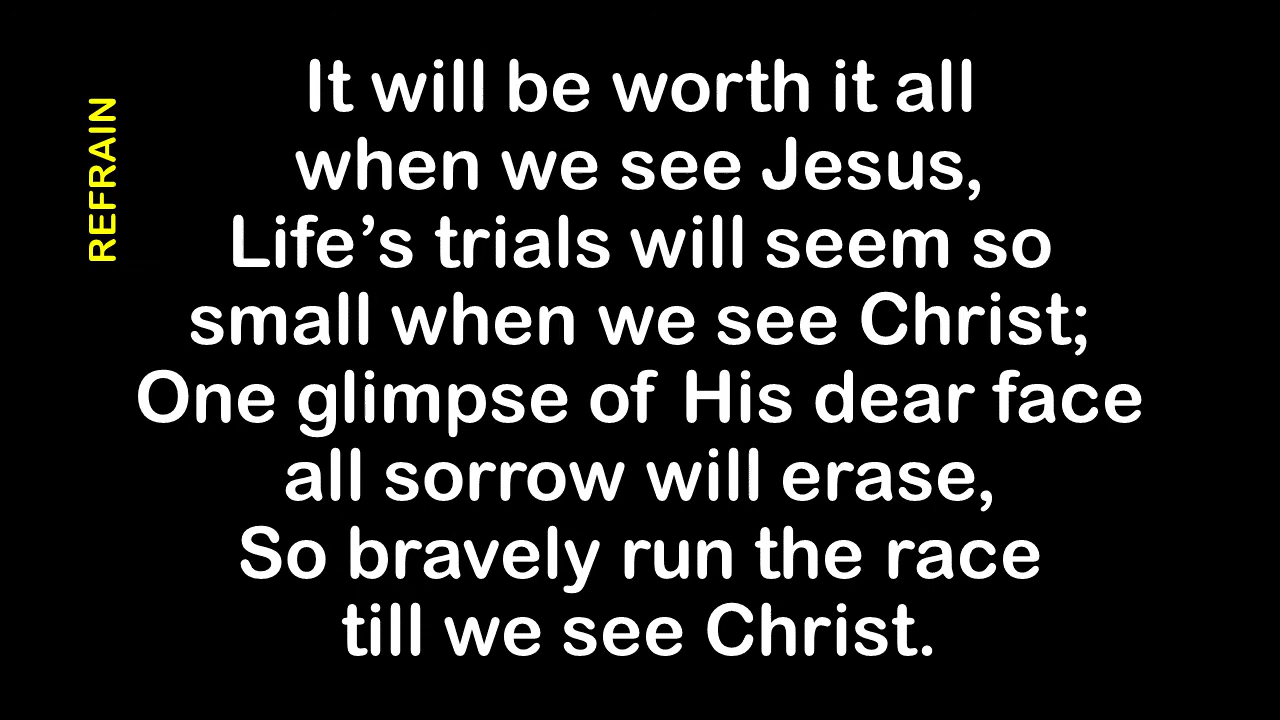 REFRAIN
It will be worth it all
when we see Jesus,
Life’s trials will seem so
small when we see Christ;
One glimpse of His dear face
all sorrow will erase,
So bravely run the race
till we see Christ.